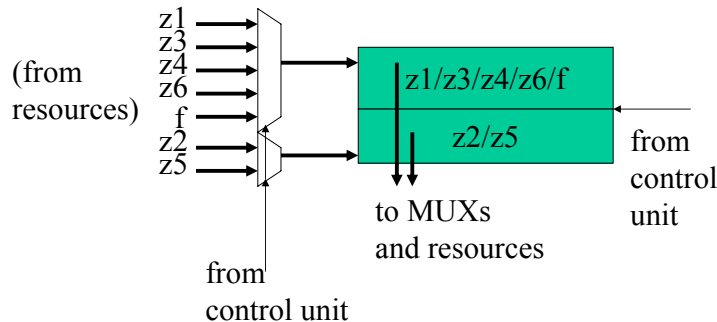 z1
z3
z4
z6
f
z2
z5
(from
resources)
z1/z3/z4/z6/f
z2/z5
from
control
unit
to MUXs
and resources
from
control unit